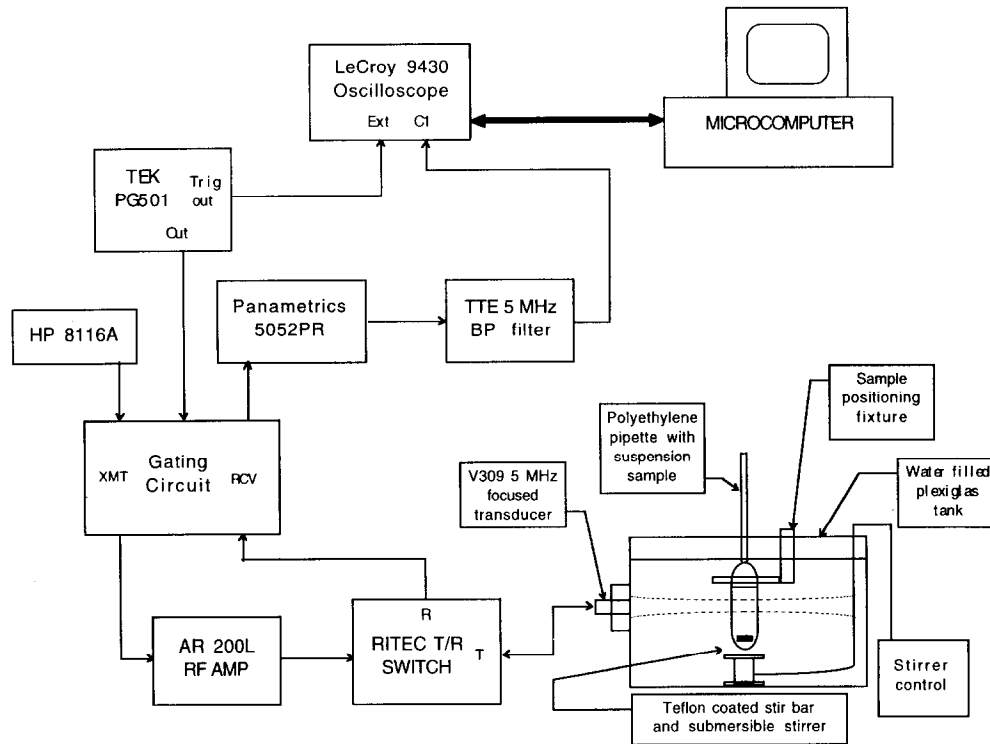 LeCroy 9430
Oscilloscope
Ext C1
MICROCOMPUTER
TEK
PG501
Trig
out
Out
HP 8116A
Panametrics
5052PR
TTE 5 MHz
BP filter
Gating
Circuit
XMT
RCV
AR 200L
RF AMP
R
RITEC T/R
SWITCH
T
V309 5 MHz
focused
transducer
Polyethylene
pipette with
suspension
sample
Sample
positioning
fixture
Water filled
plexiglas
tank
Stirrer
control
Teflon coated stir bar
and submersible stirrer